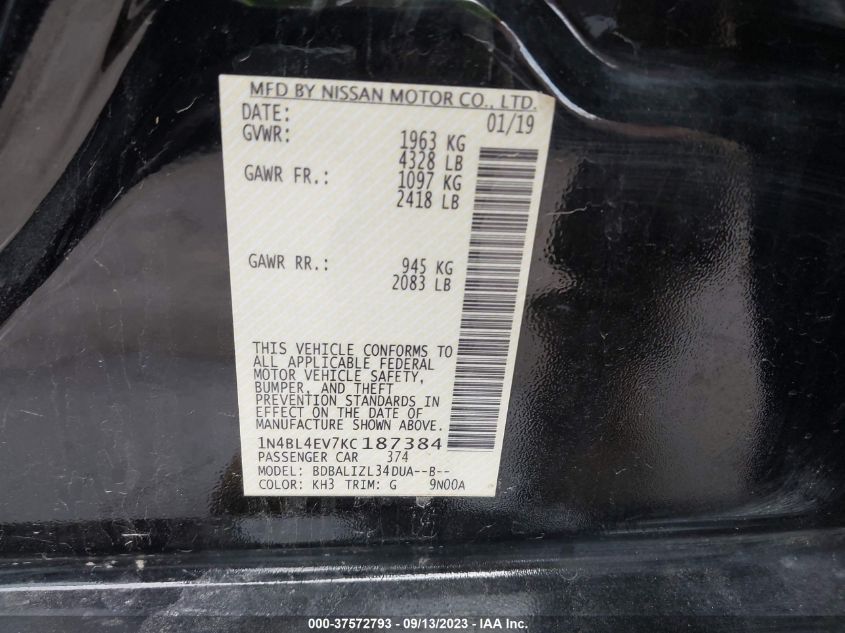 MFD BY NISSAN MOTOR CO., LTD.
DATE: 01/19
GVWR: 1963 KG
4328 LB
GAWR FR.: 1097 KG
2418 LB
GAWR RR.: 945 KG
2083 LB
THIS VEHICLE CONFORMS TO
ALL APPLICABLE FEDERAL
MOTOR VEHICLE SAFETY,
BUMPER, AND THEFT
PREVENTION STANDARDS IN
EFFECT ON THE DATE OF
MANUFACTURE SHOWN ABOVE.
1N4BL4EV7KC187384
PASSENGER CAR 374
MODEL: BDBALIZL34DUA--B--
COLOR: KH3 TRIM: G 9N00A
000-37572793 - 09/13/2023 - IAA Inc.